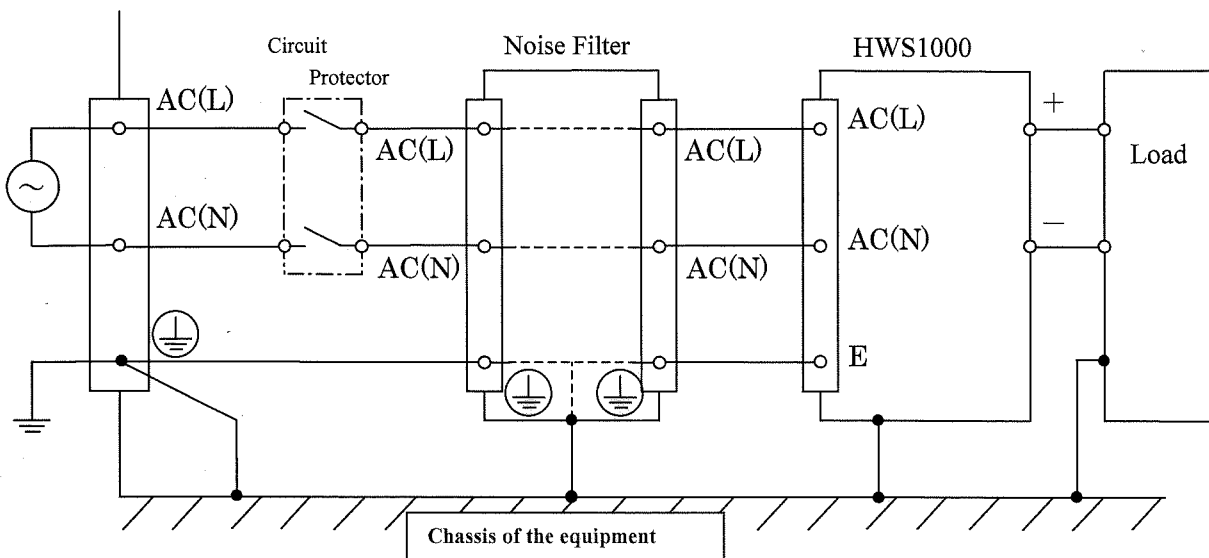 Circuit
Protector
Noise Filter
HWS1000
AC(L)
AC(L)
AC(L)
AC(L)
+
Load
AC(N)
AC(N)
AC(N)
AC(N)
−
E
Chassis of the equipment